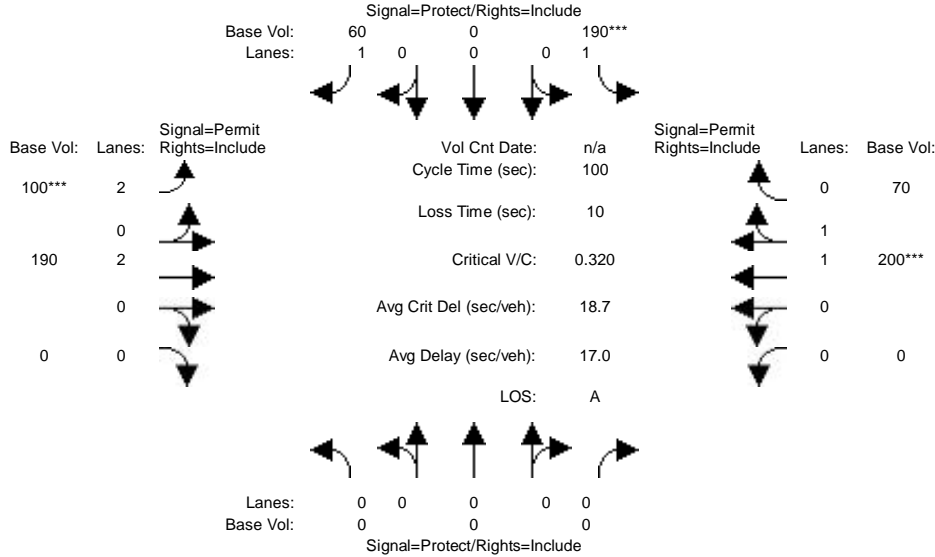 Signal=Protect/Rights=Include
Base Vol: 60 0 190***
Lanes: 1 0 0 0 1
Signal=Permit Signal=Permit
Base Vol: Lanes: Rights=Include Vol Cnt Date: n/a Rights=Include Lanes: Base Vol:
Cycle Time (sec): 100
100*** 2 0 70
Loss Time (sec): 10
0 1
190 2 Critical V/C: 0.320 1 200***
0 Avg Crit Del (sec/veh): 18.7 0
0 0 Avg Delay (sec/veh): 17.0 0 0
LOS: A
Lanes: 0 0 0 0 0
Base Vol: 0 0 0
Signal=Protect/Rights=Include